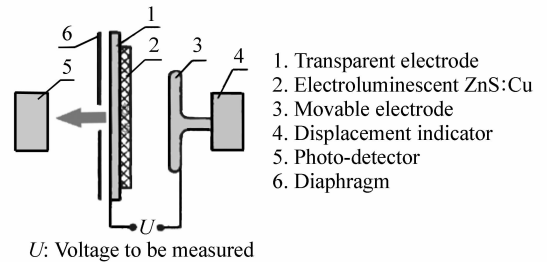 6 1 2 3 4
5
U
1. Transparent electrode
2. Electroluminescent ZnS:Cu
3. Movable electrode
4. Displacement indicator
5. Photo-detector
6. Diaphragm
U: Voltage to be measured